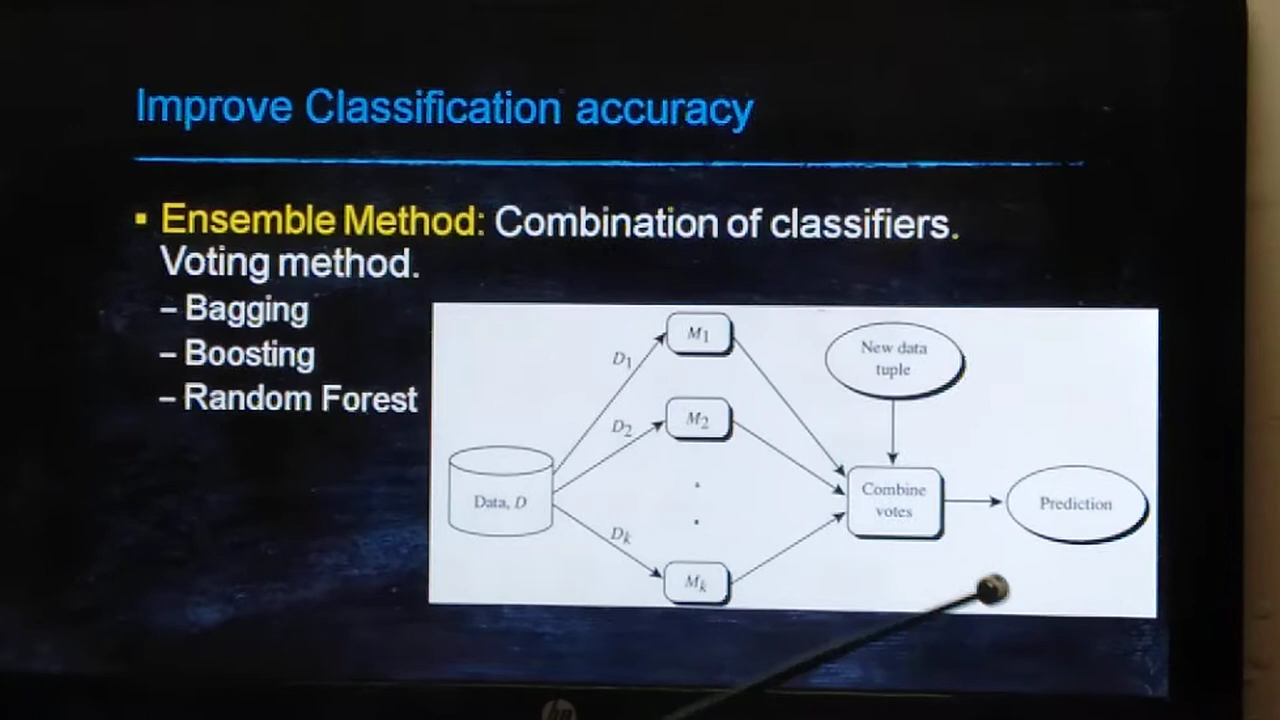 Improve Classification accuracy
▪ Ensemble Method: Combination of classifiers.
Voting method.
– Bagging
– Boosting
– Random Forest
M1
New data
tuple
D1
D2
M2
Data, D
Combine
votes
Prediction
Dk
Mk
hp